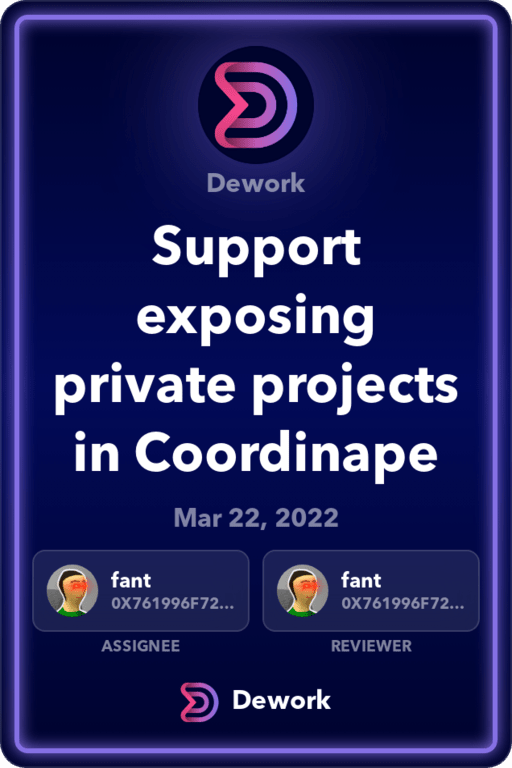 Dework
Support
exposing
private projects
in Coordinape
Mar 22, 2022
fant
0X761996F72...
ASSIGNEE
fant
0X761996F72...
REVIEWER
Dework